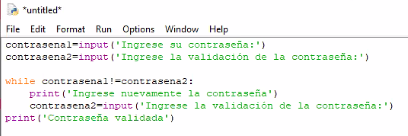 *untitled*
File Edit Format Run Options Window Help
contrasena1=input('Ingrese su contraseña:')
contrasena2=input('Ingrese la validación de la contraseña:')
while contrasena1!=contrasena2:
    print('Ingrese nuevamente la contraseña')
    contrasena2=input('Ingrese la validación de la contraseña:')
print('Contraseña validada')